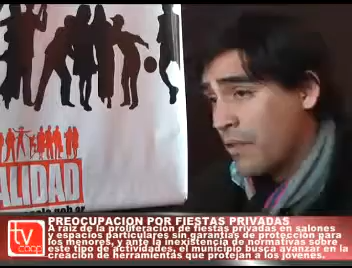 ALIDAD
PREOCUPACION POR FIESTAS PRIVADAS
A raíz de la proliferación de fiestas privadas en salones
y espacios particulares sin garantías de protección para
los menores, y ante la inexistencia de normativas sobre
este tipo de actividades, el municipio busca avanzar en la
creación de herramientas que protejan a los jóvenes.
tv
coop